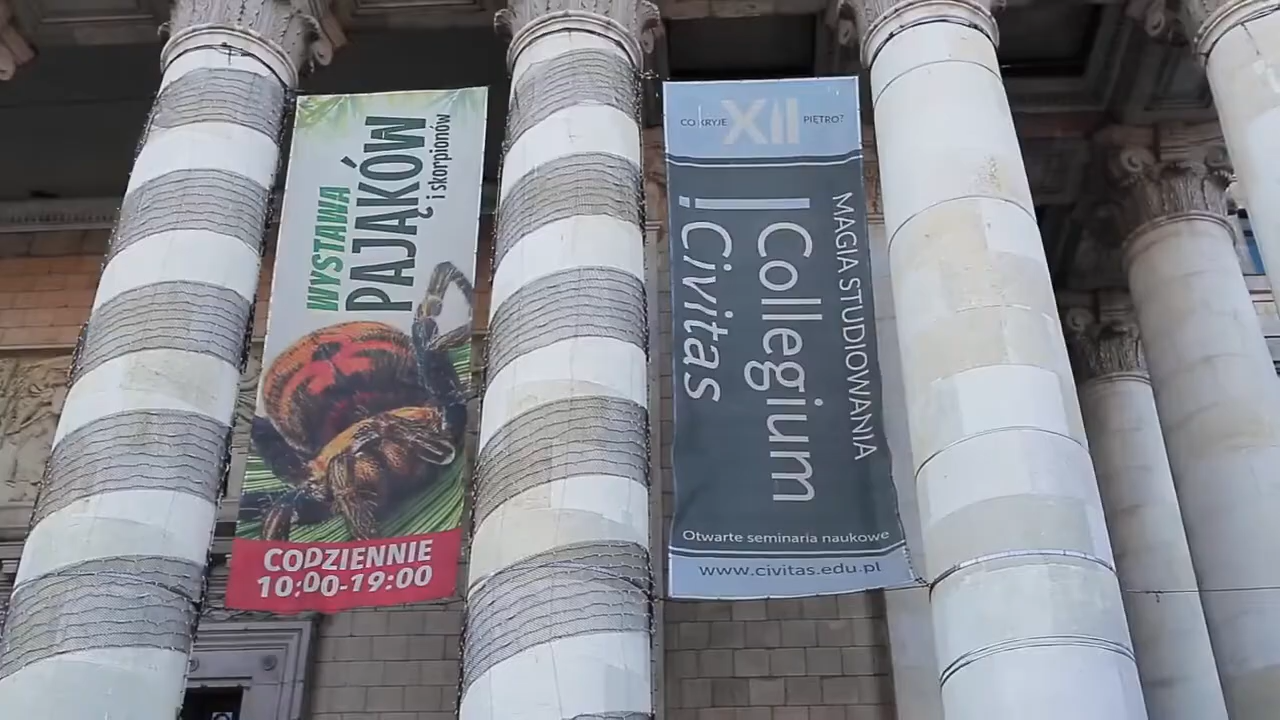 WYSTAWA
PAJĄKÓW
i skorpionów
CODZIENNIE
10:00-19:00
CO KRYJE XII PIĘTRO?
MAGIA STUDIOWANIA
Collegium
Civitas
Otwarte seminaria naukowe
www.civitas.edu.pl